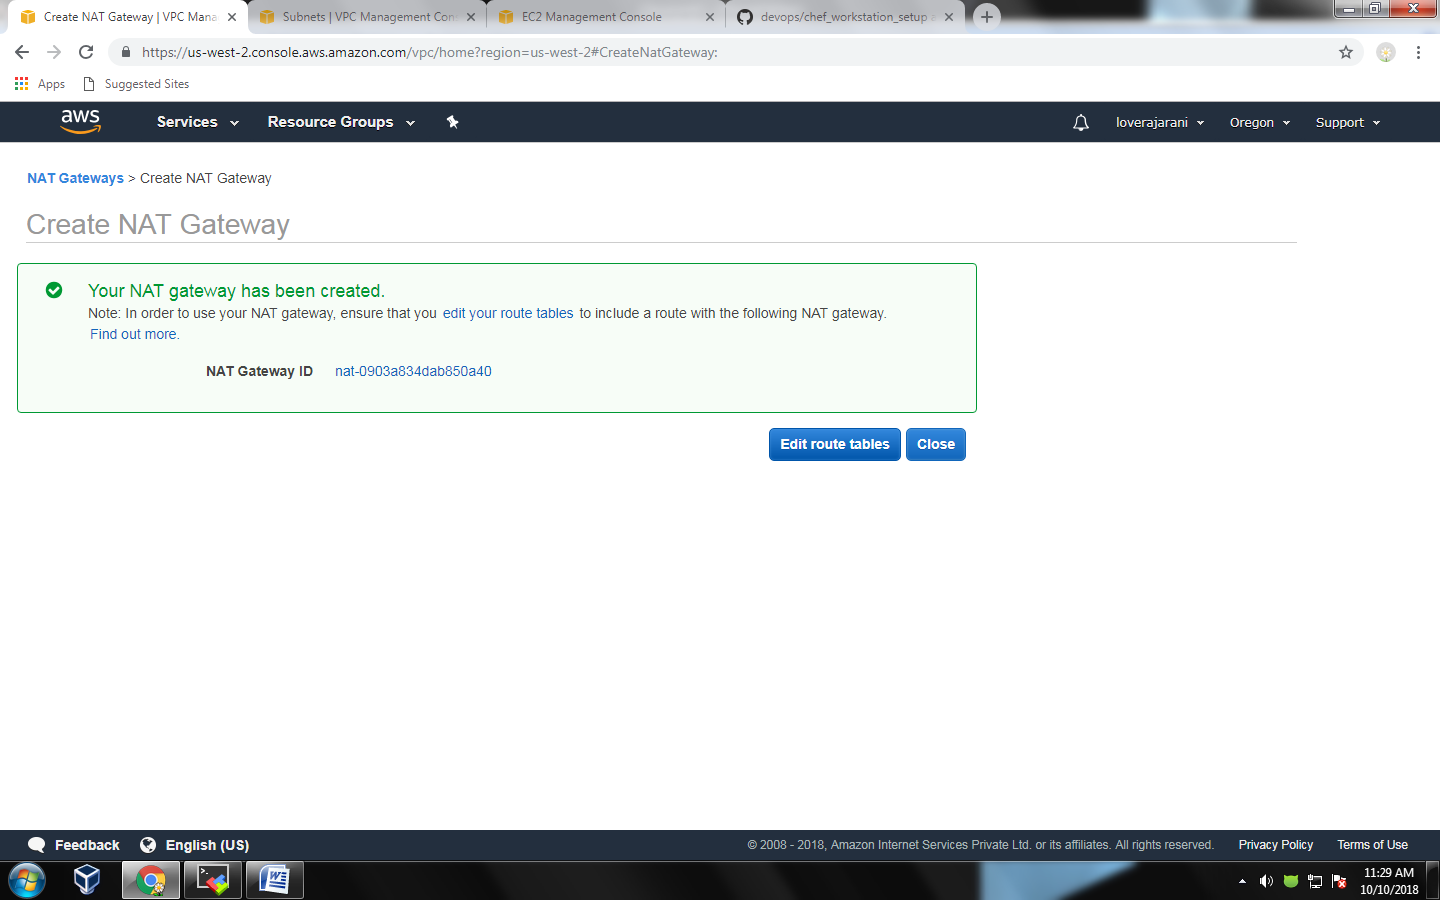 Create NAT Gateway | VPC Mana
Subnets | VPC Management Con
EC2 Management Console
devops/chef_workstation_setup a
https://us-west-2.console.aws.amazon.com/vpc/home?region=us-west-2#CreateNatGateway:
Apps
Suggested Sites
aws
Services
Resource Groups
loverajarani
Oregon
Support
NAT Gateways > Create NAT Gateway
Create NAT Gateway
Your NAT gateway has been created.
Note: In order to use your NAT gateway, ensure that you edit your route tables to include a route with the following NAT gateway.
Find out more.
NAT Gateway ID nat-0903a834dab850a40
Edit route tables
Close
Feedback
English (US)
© 2008 - 2018, Amazon Internet Services Private Ltd. or its affiliates. All rights reserved.
Privacy Policy
Terms of Use
11:29 AM
10/10/2018